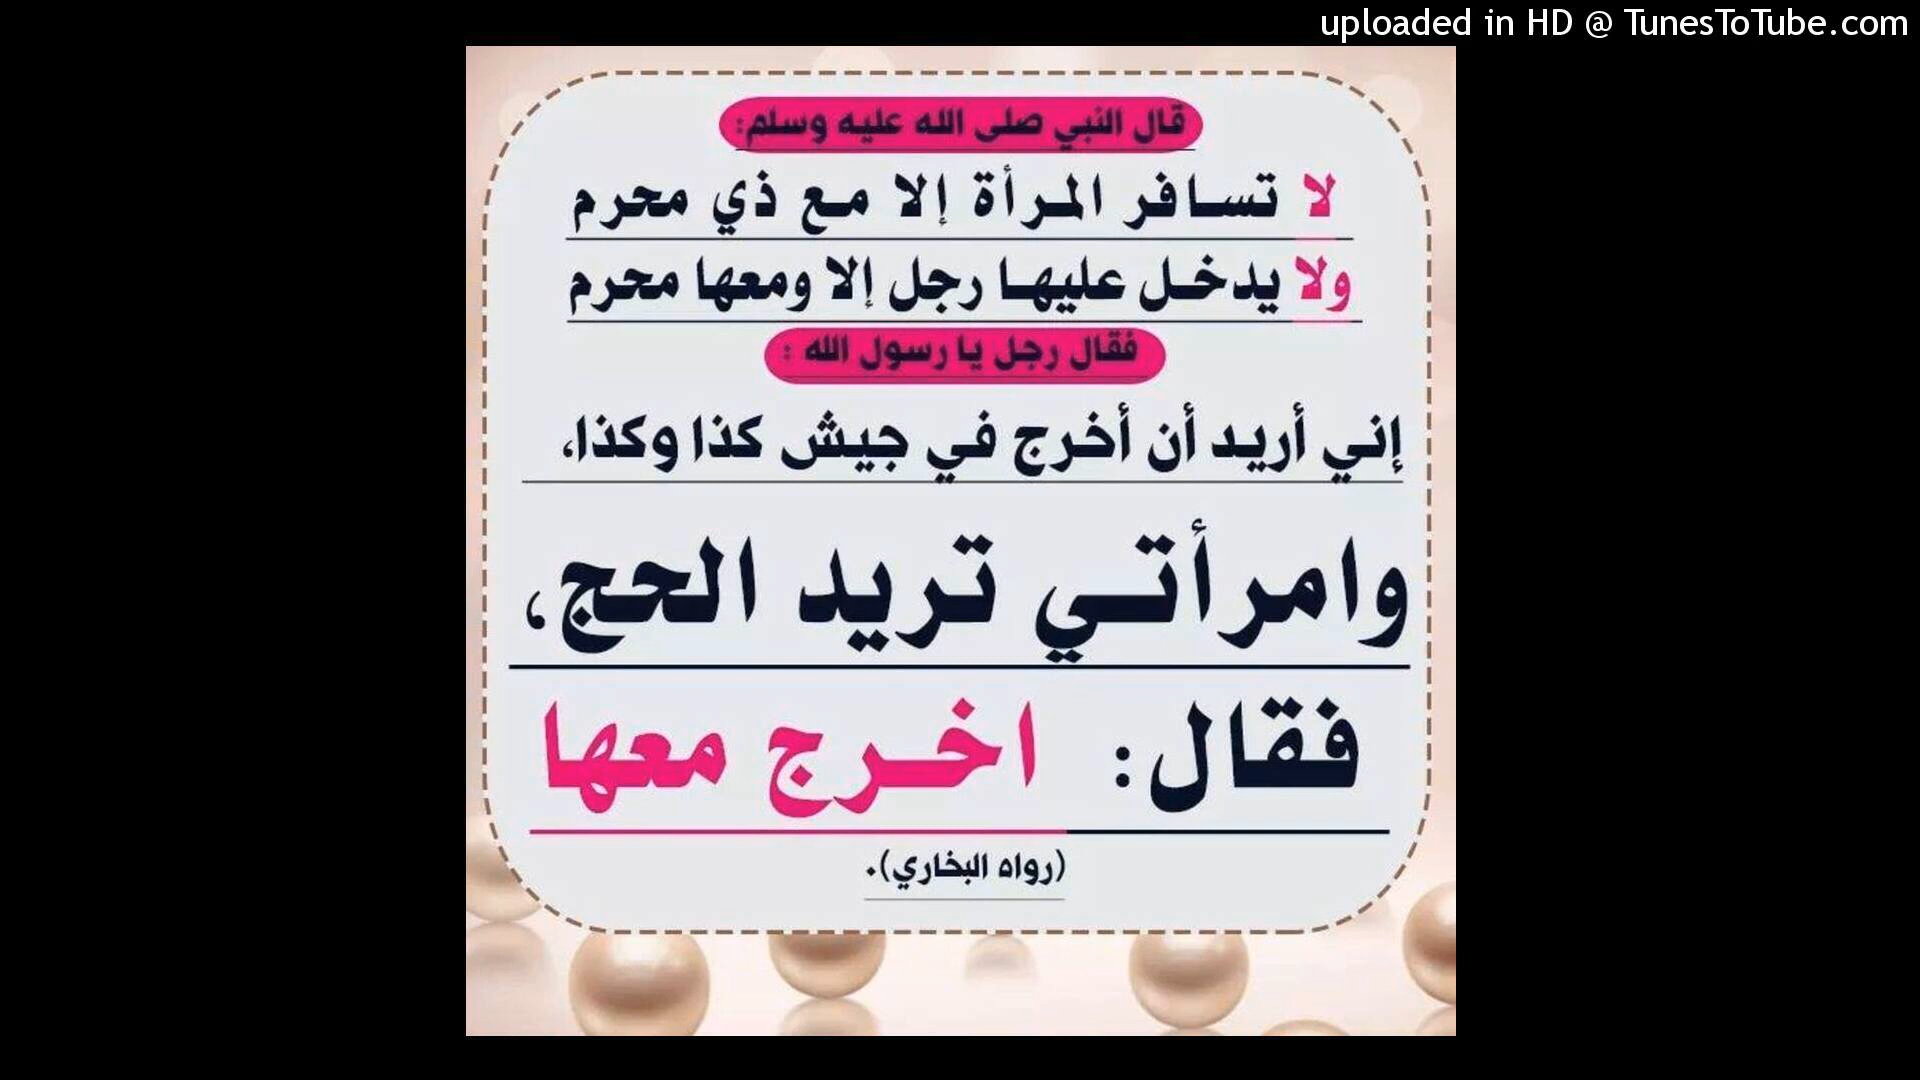 uploaded in HD @ TunesToTube.com
قال النبي صلى الله عليه وسلم:
لا تسافر المرأة إلا مع ذي محرم
ولا يدخل عليها رجل إلا ومعها محرم
فقال رجل يا رسول الله :
إني أريد أن أخرج في جيش كذا وكذا،
وامرأتي تريد الحج،
فقال: اخرج معها
(رواه البخاري).